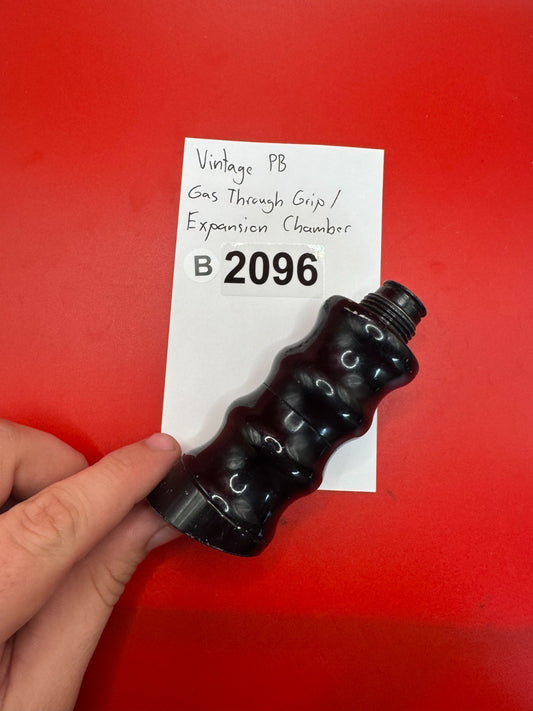 Vintage PB
Gas Through Grip/
Expansion Chamber
B 2096